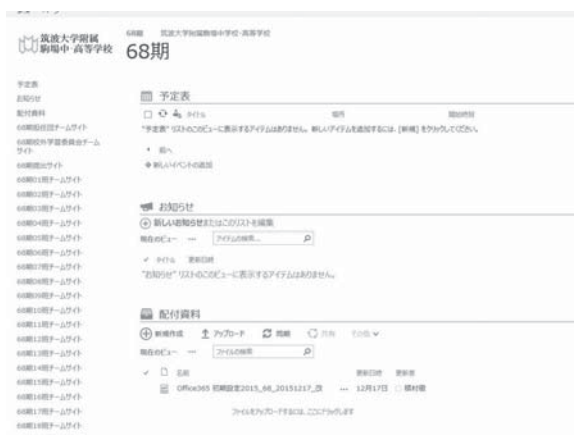 筑波大学附属
駒場中・高等学校
68期 筑波大学附属駒場中学校・高等学校
68期
予定表
お知らせ
配付資料
68期担任団チームサイト
68期校外学習委員会チーム
サイト
68期提出サイト
68期01班チームサイト
68期02班チームサイト
68期03班チームサイト
68期04班チームサイト
68期05班チームサイト
68期06班チームサイト
68期07班チームサイト
68期08班チームサイト
68期09班チームサイト
68期10班チームサイト
68期11班チームサイト
68期12班チームサイト
68期13班チームサイト
68期14班チームサイト
68期15班チームサイト
68期16班チームサイト
68期17班チームサイト
68期18班チームサイト
予定表
タイトル 場所 開始時刻
"予定表" リストのこのビューに表示するアイテムはありません。新しいアイテムを追加するには、[新規] をクリックしてください。
前へ
新しいイベントの追加
お知らせ
新しいお知らせまたはこのリストを編集
現在のビュー ... アイテムの検索...
タイトル 更新日時
"お知らせ" リストのこのビューに表示するアイテムはありません。
配付資料
新規作成 アップロード 同期 共有 その他
現在のビュー ... ファイルの検索
名前 更新日時 更新者
Office365 初期設定2015_68_20151217_改 ... 12月17日
ファイルをアップロードするには、ここにドラッグします